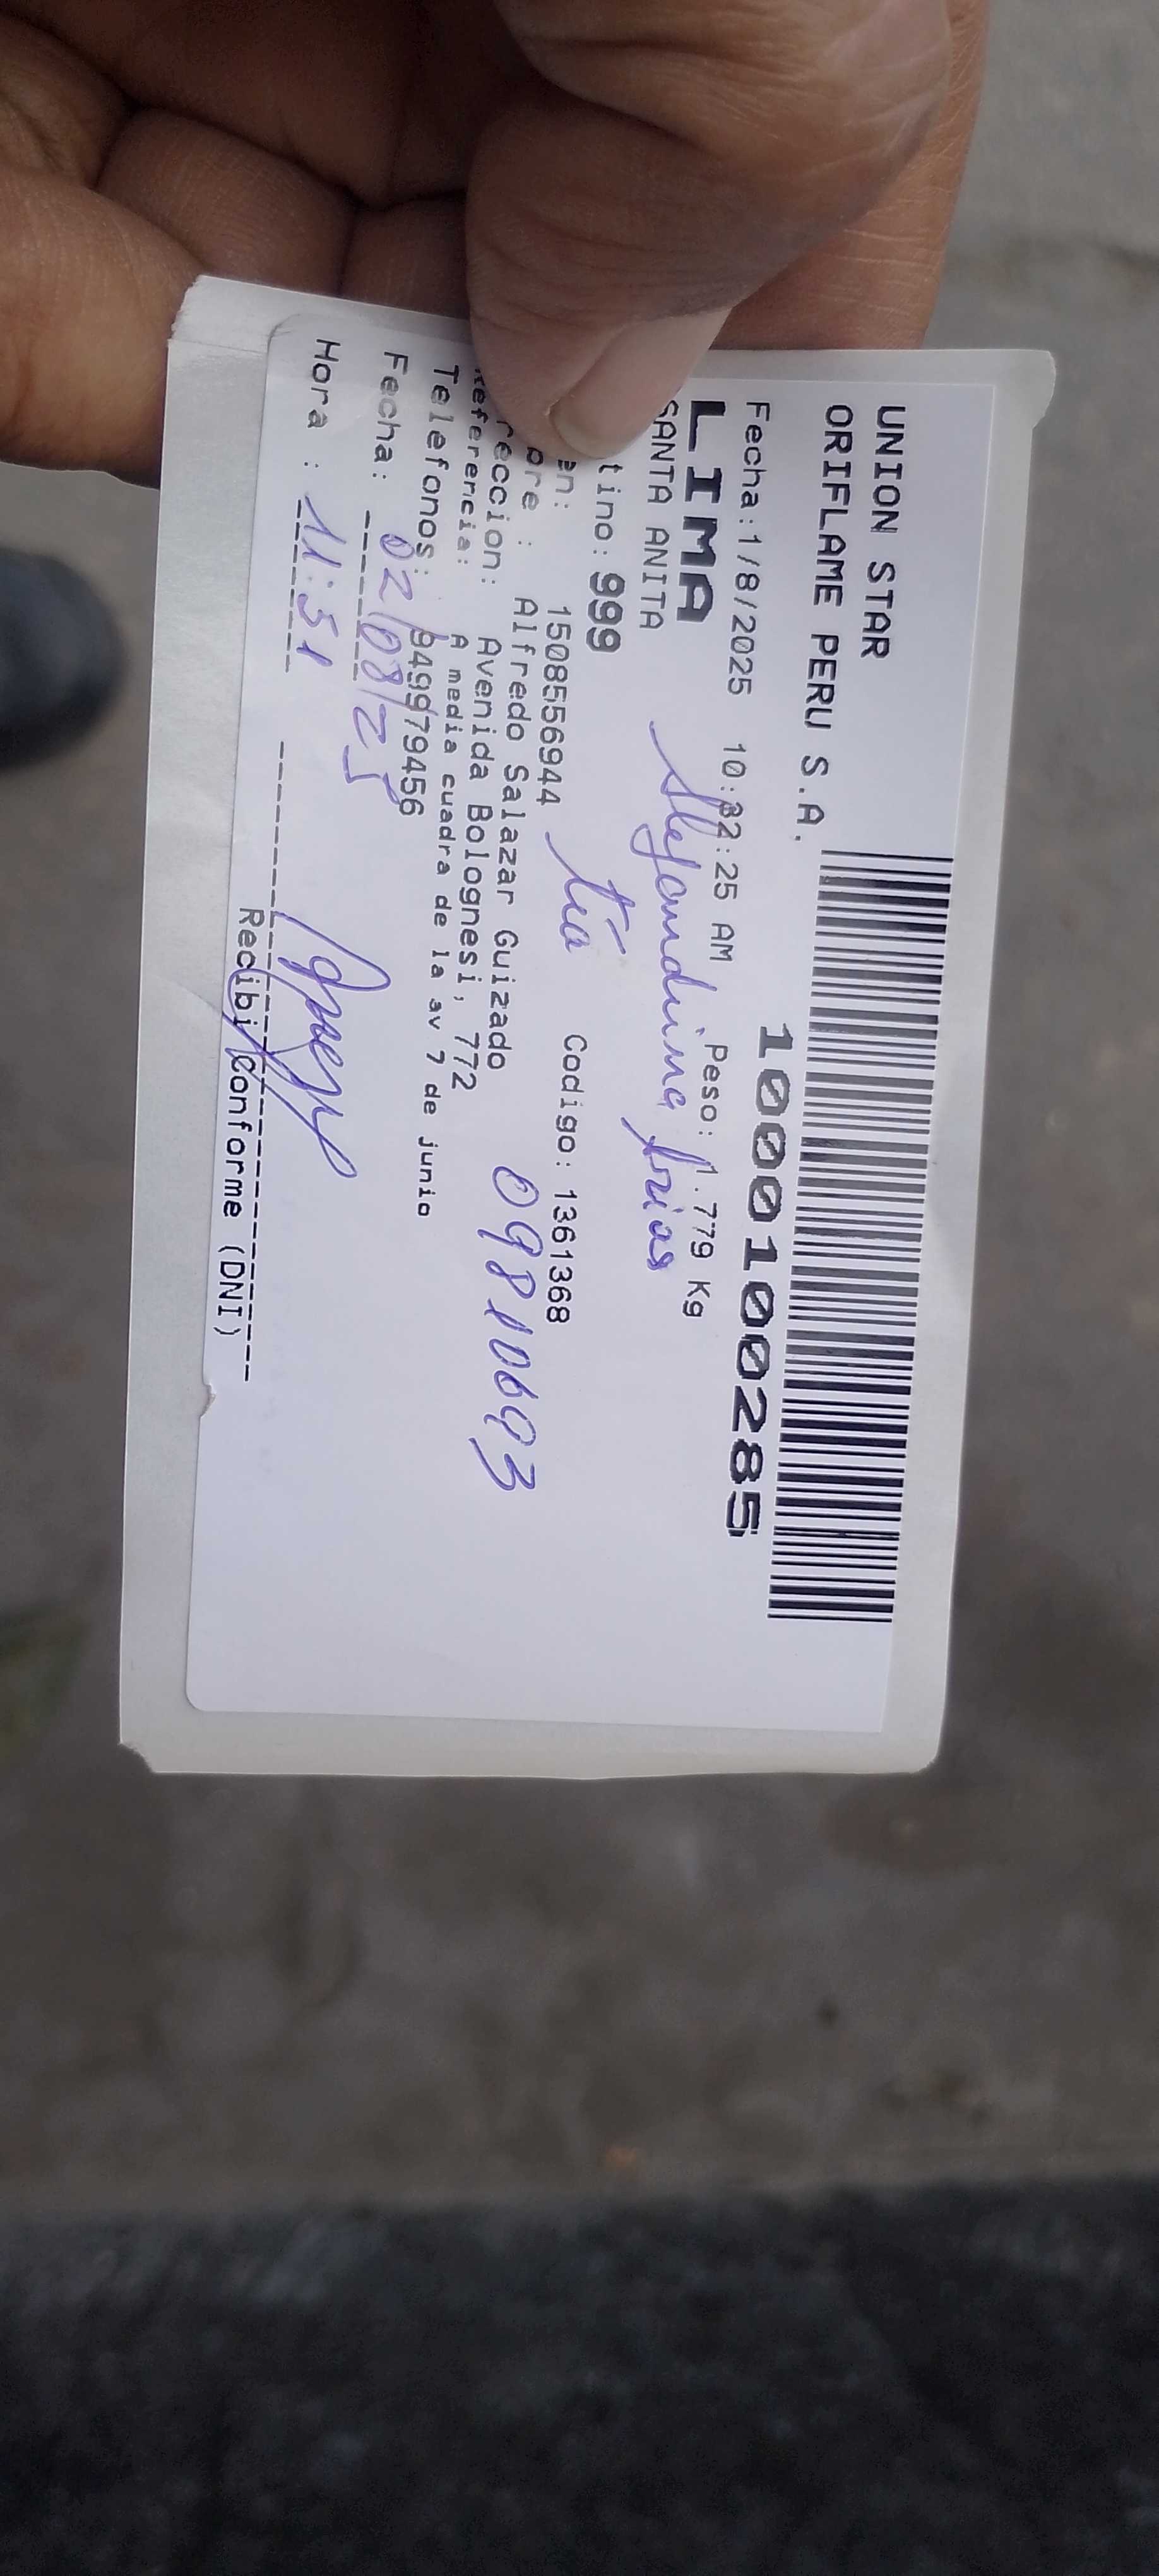 UNION STAR
ORIFLAME PERU S.A.
1000100285
Fecha:1/8/2025 10:32:25 AM Peso: 1.779 Kg
LIMA
SANTA ANITA
Alejandrina frias
tino: 999
en: 1508556944 tía Codigo: 1361368
bre : Alfredo Salazar Guizado 09810693
reccion: Avenida Bolognesi, 772
Referencia: A media cuadra de la av 7 de junio
Telefonos: 949979456
Fecha: 02/08/25
Hora : 11:31
Recibi Conforme (DNI)